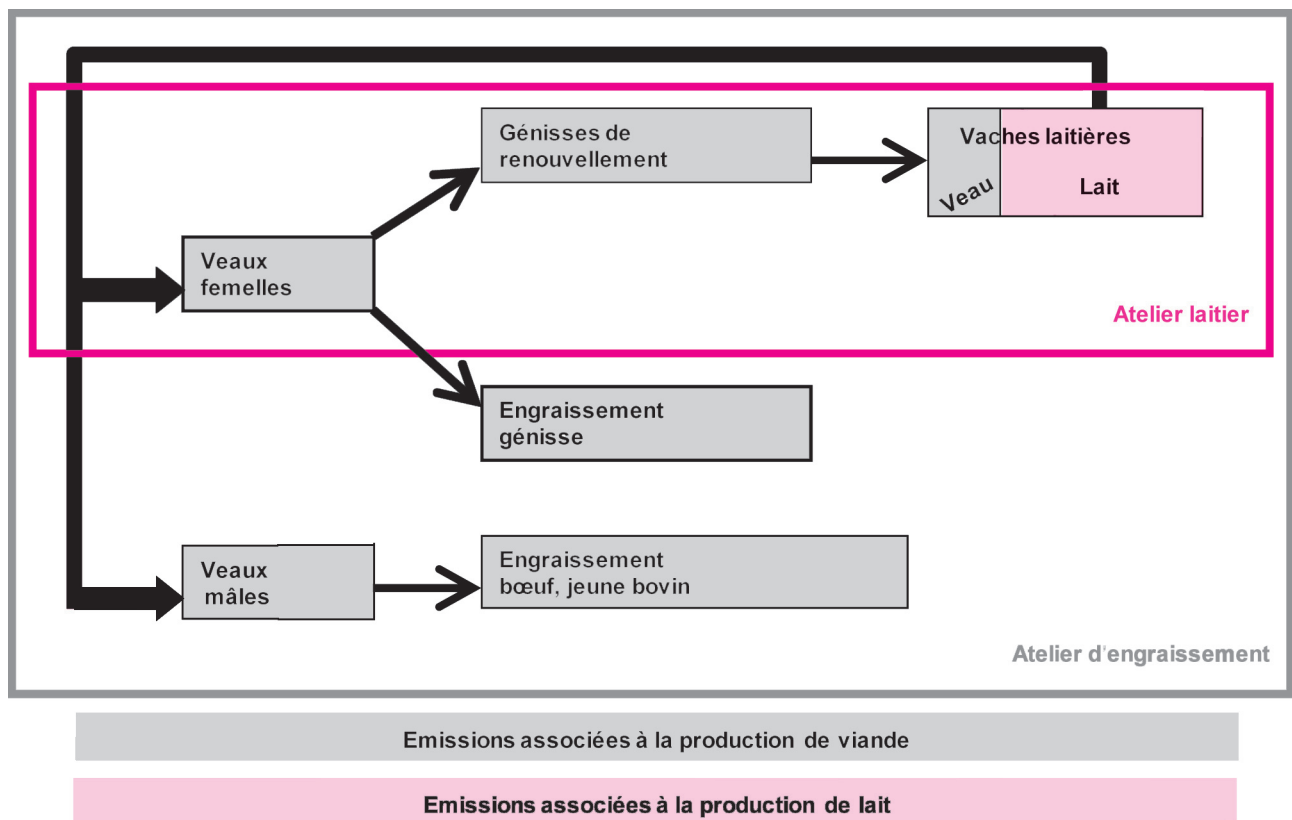 Génisses de
renouvellement
Vaches laitières
Veau
Lait
Veaux
femelles
Atelier laitier
Engraissement
génisse
Veaux
mâles
Engraissement
bœuf, jeune bovin
Atelier d'engraissement
Emissions associées à la production de viande
Emissions associées à la production de lait